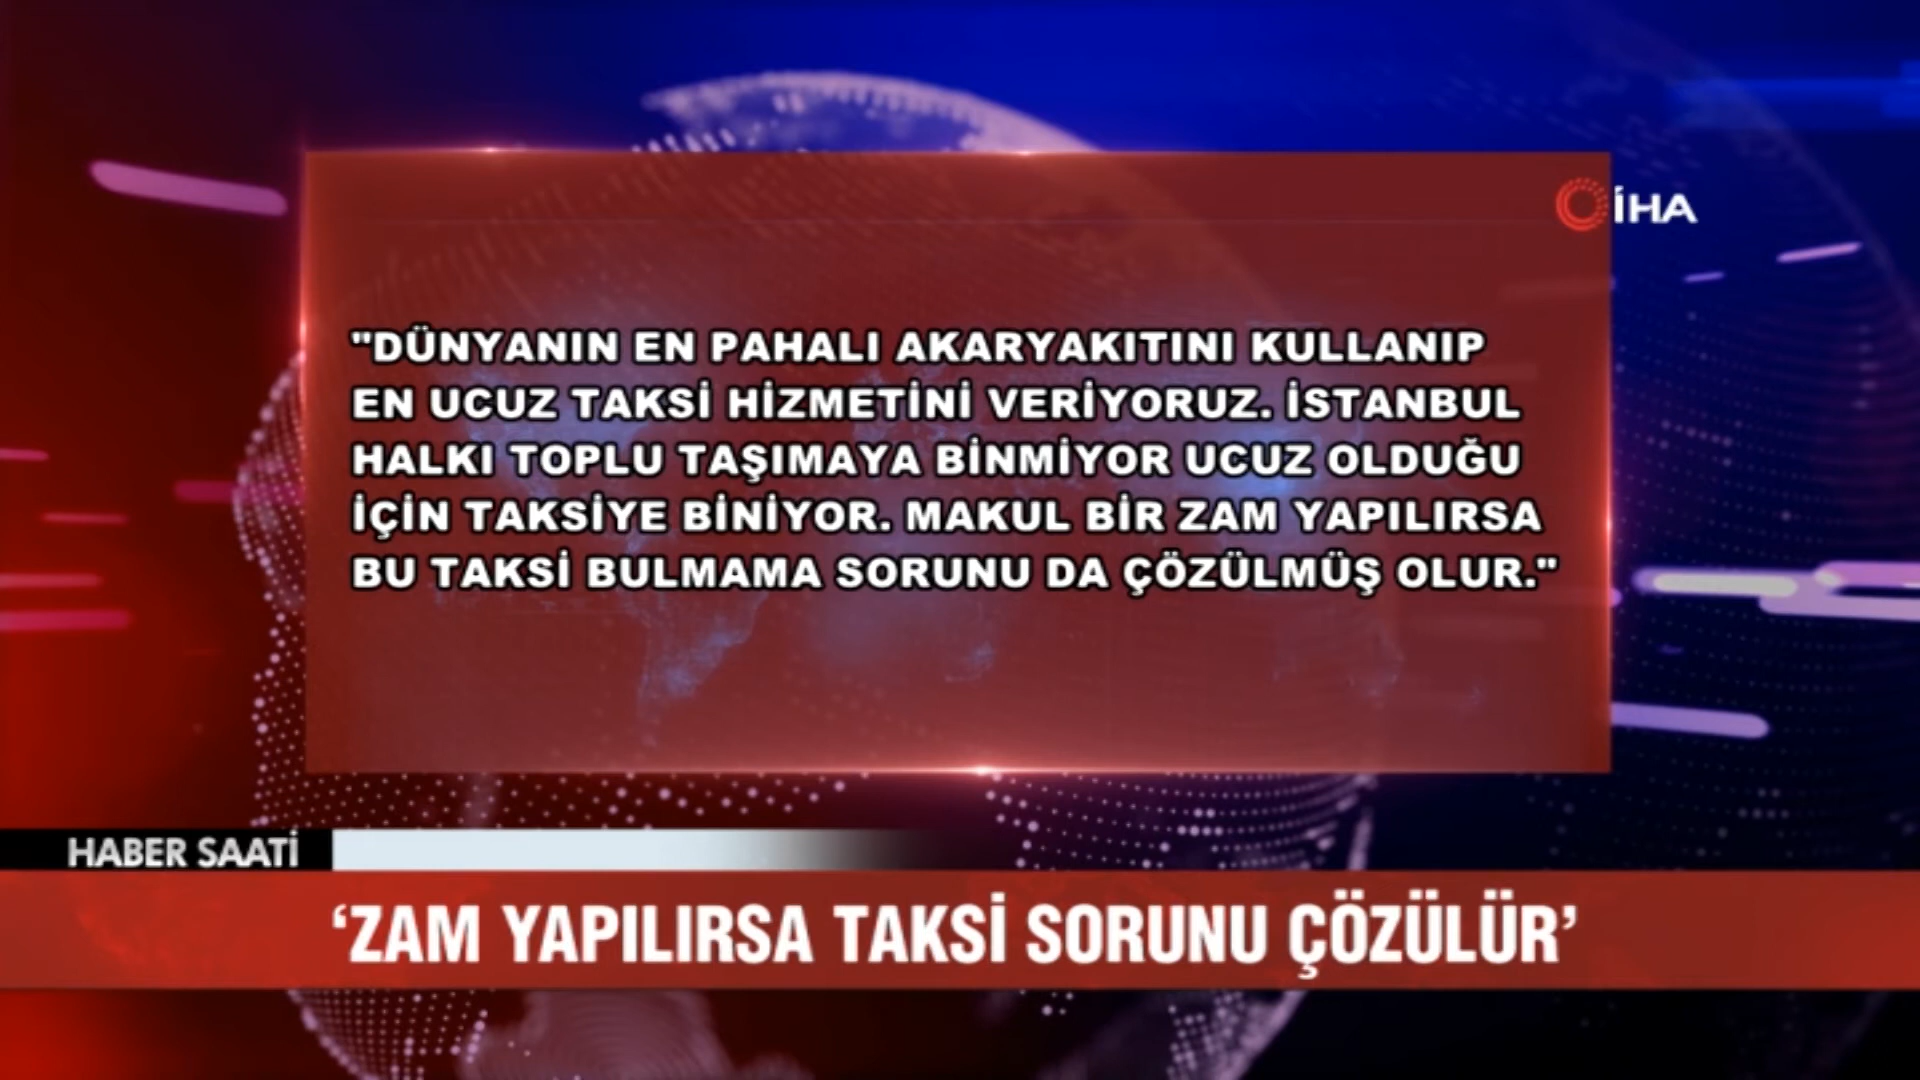 İHA
"DÜNYANIN EN PAHALI AKARYAKITINI KULLANIP
EN UCUZ TAKSİ HİZMETİNİ VERİYORUZ. İSTANBUL
HALKI TOPLU TAŞIMAYA BİNMİYOR UCUZ OLDUĞU
İÇİN TAKSİYE BİNİYOR. MAKUL BİR ZAM YAPILIRSA
BU TAKSİ BULMAMA SORUNU DA ÇÖZÜLMÜŞ OLUR."
HABER SAATİ
‘ZAM YAPILIRSA TAKSİ SORUNU ÇÖZÜLÜR’